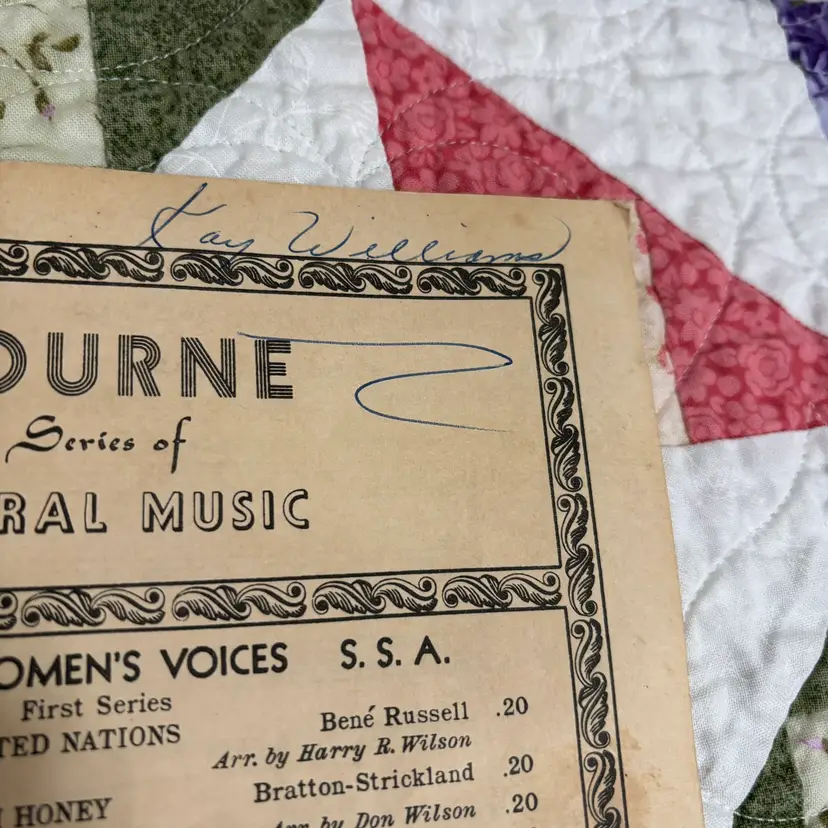 Kay Williams
OURNE
Series of
RAL MUSIC
OMEN'S VOICES S. S. A.
First Series
TED NATIONS Bené Russell .20
Arr. by Harry R. Wilson
HONEY Bratton-Strickland .20
Arr. by Don Wilson .20